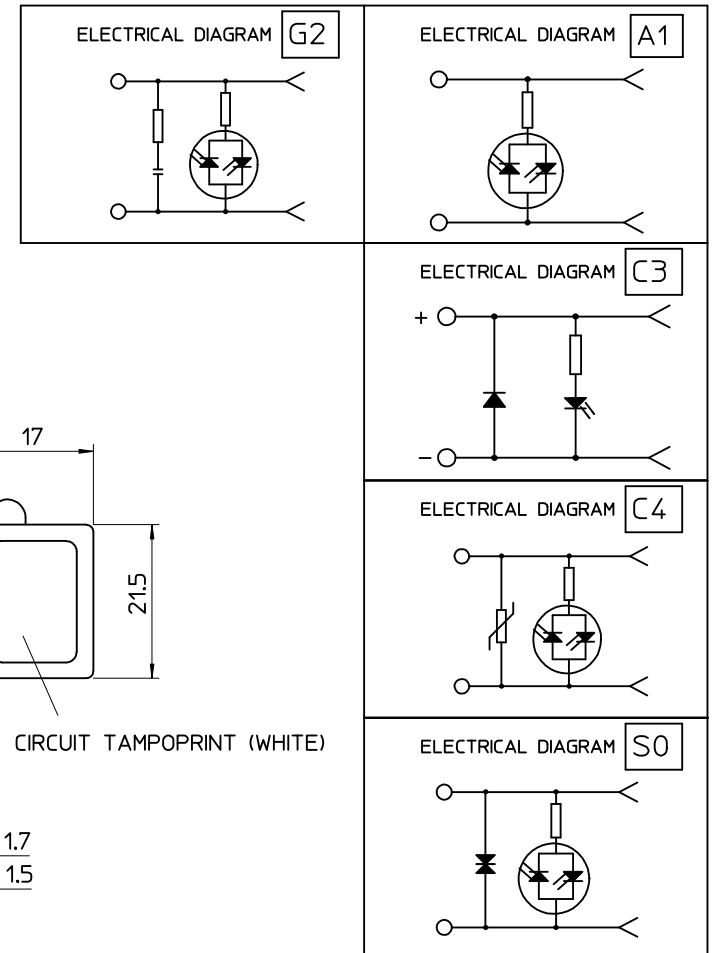 ELECTRICAL DIAGRAM G2
ELECTRICAL DIAGRAM A1
ELECTRICAL DIAGRAM C3
+
−
17
21.5
ELECTRICAL DIAGRAM C4
CIRCUIT TAMPOPRINT (WHITE)
ELECTRICAL DIAGRAM S0
1.7
1.5